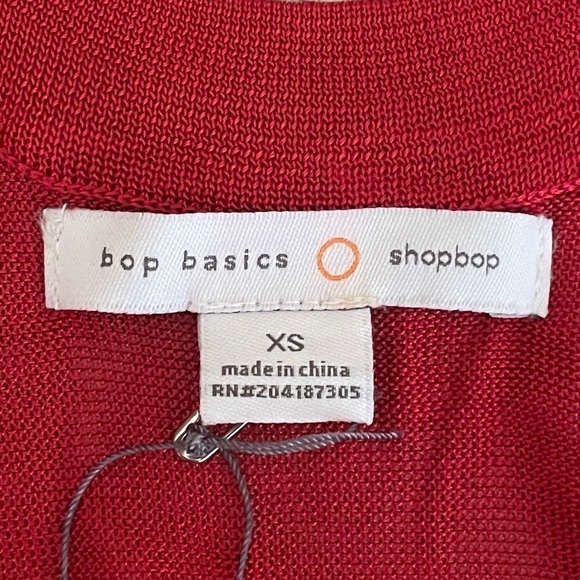 bop basics shopbop
XS
made in china
RN#204187305